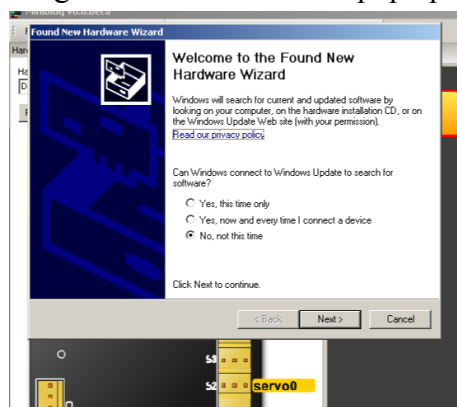 Minibloq v0.8.Beta
Found New Hardware Wizard
Welcome to the Found New
Hardware Wizard
Windows will search for current and updated software by
looking on your computer, on the hardware installation CD, or on
the Windows Update Web site (with your permission).
Read our privacy policy
Can Windows connect to Windows Update to search for
software?
Yes, this time only
Yes, now and every time I connect a device
No, not this time
Click Next to continue.
< Back
Next >
Cancel
S3
S2
servo0